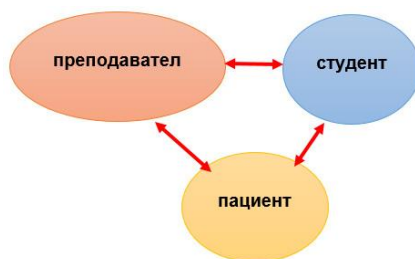 преподавател
студент
пациент